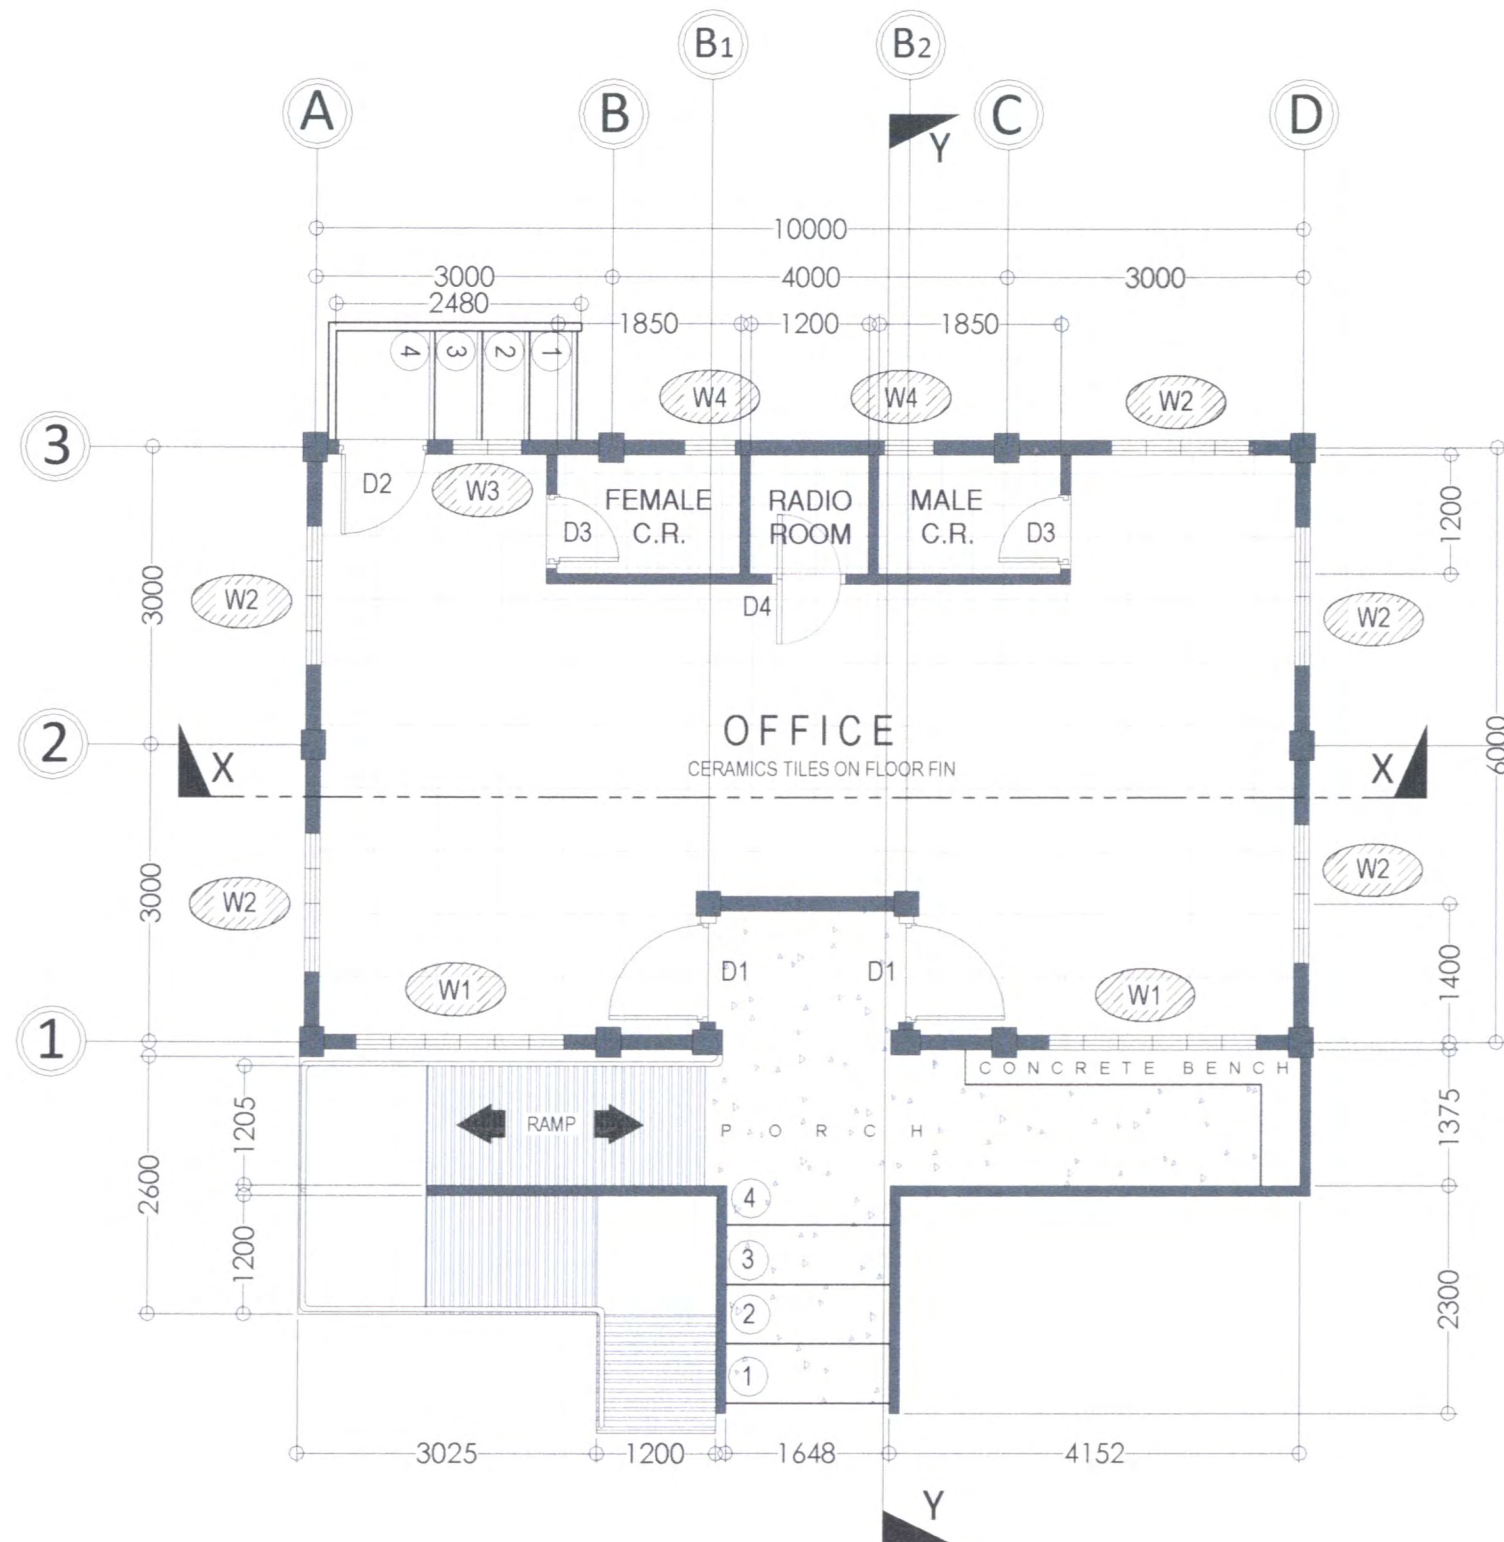 B1 B2
A B C D
Y
10000
3000 4000 3000
2480
1850 1200 1850
4 3 2 1
W4 W4 W2
3
D2 W3
FEMALE C.R.
RADIO ROOM
MALE C.R.
D3 D3
1200
3000
W2 W2
D4
2
OFFICE
CERAMICS TILES ON FLOOR FIN
X X
6000
3000
W2 W2
W1 D1 D1 W1
1400
1
CONCRETE BENCH
1205
RAMP
PORCH
1375
2600
1200
4
3
2
1
2300
3025 1200 1648 4152
Y